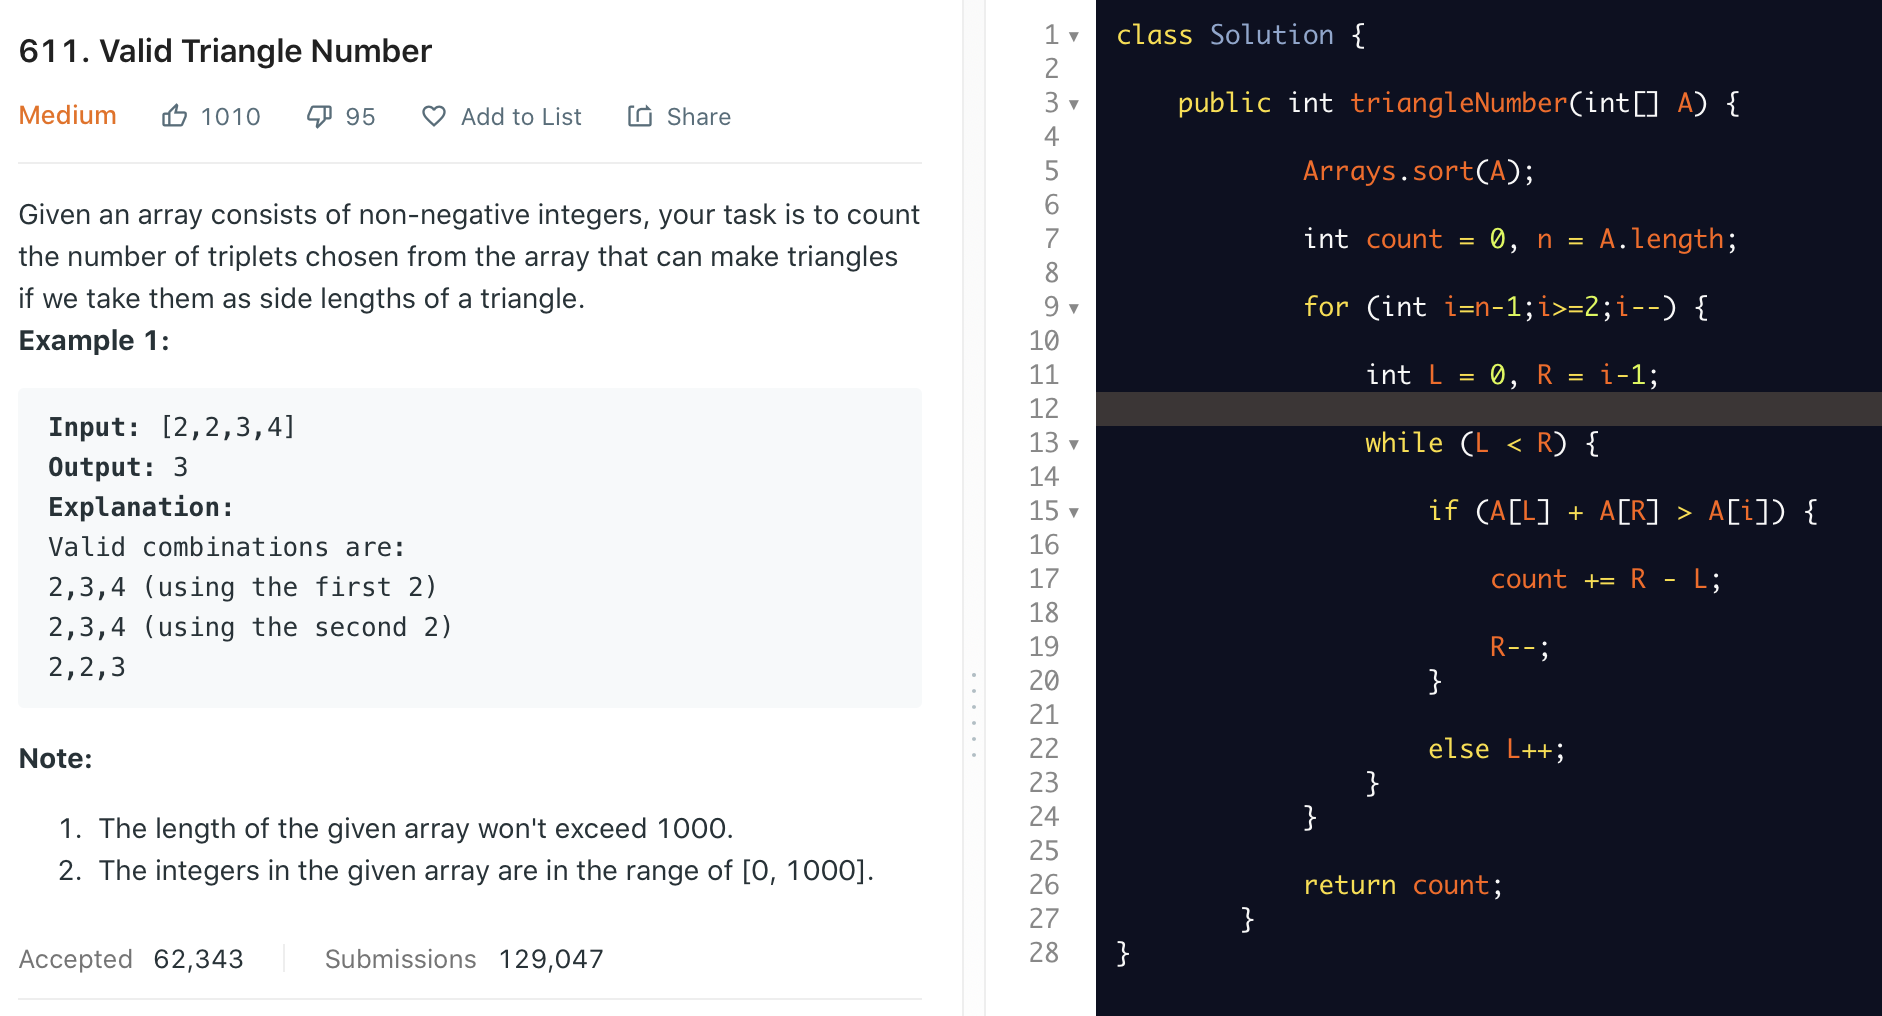 611. Valid Triangle Number
Medium 1010 95 Add to List Share
Given an array consists of non-negative integers, your task is to count
the number of triplets chosen from the array that can make triangles
if we take them as side lengths of a triangle.
Example 1:
Input: [2,2,3,4]
Output: 3
Explanation:
Valid combinations are:
2,3,4 (using the first 2)
2,3,4 (using the second 2)
2,2,3
Note:
1. The length of the given array won't exceed 1000.
2. The integers in the given array are in the range of [0, 1000].
Accepted 62,343 Submissions 129,047
1 class Solution {
2
3 public int triangleNumber(int[] A) {
4
5 Arrays.sort(A);
6
7 int count = 0, n = A.length;
8
9 for (int i=n-1;i>=2;i--) {
10
11 int L = 0, R = i-1;
12
13 while (L < R) {
14
15 if (A[L] + A[R] > A[i]) {
16
17 count += R - L;
18
19 R--;
20 }
21
22 else L++;
23 }
24 }
25
26 return count;
27 }
28 }